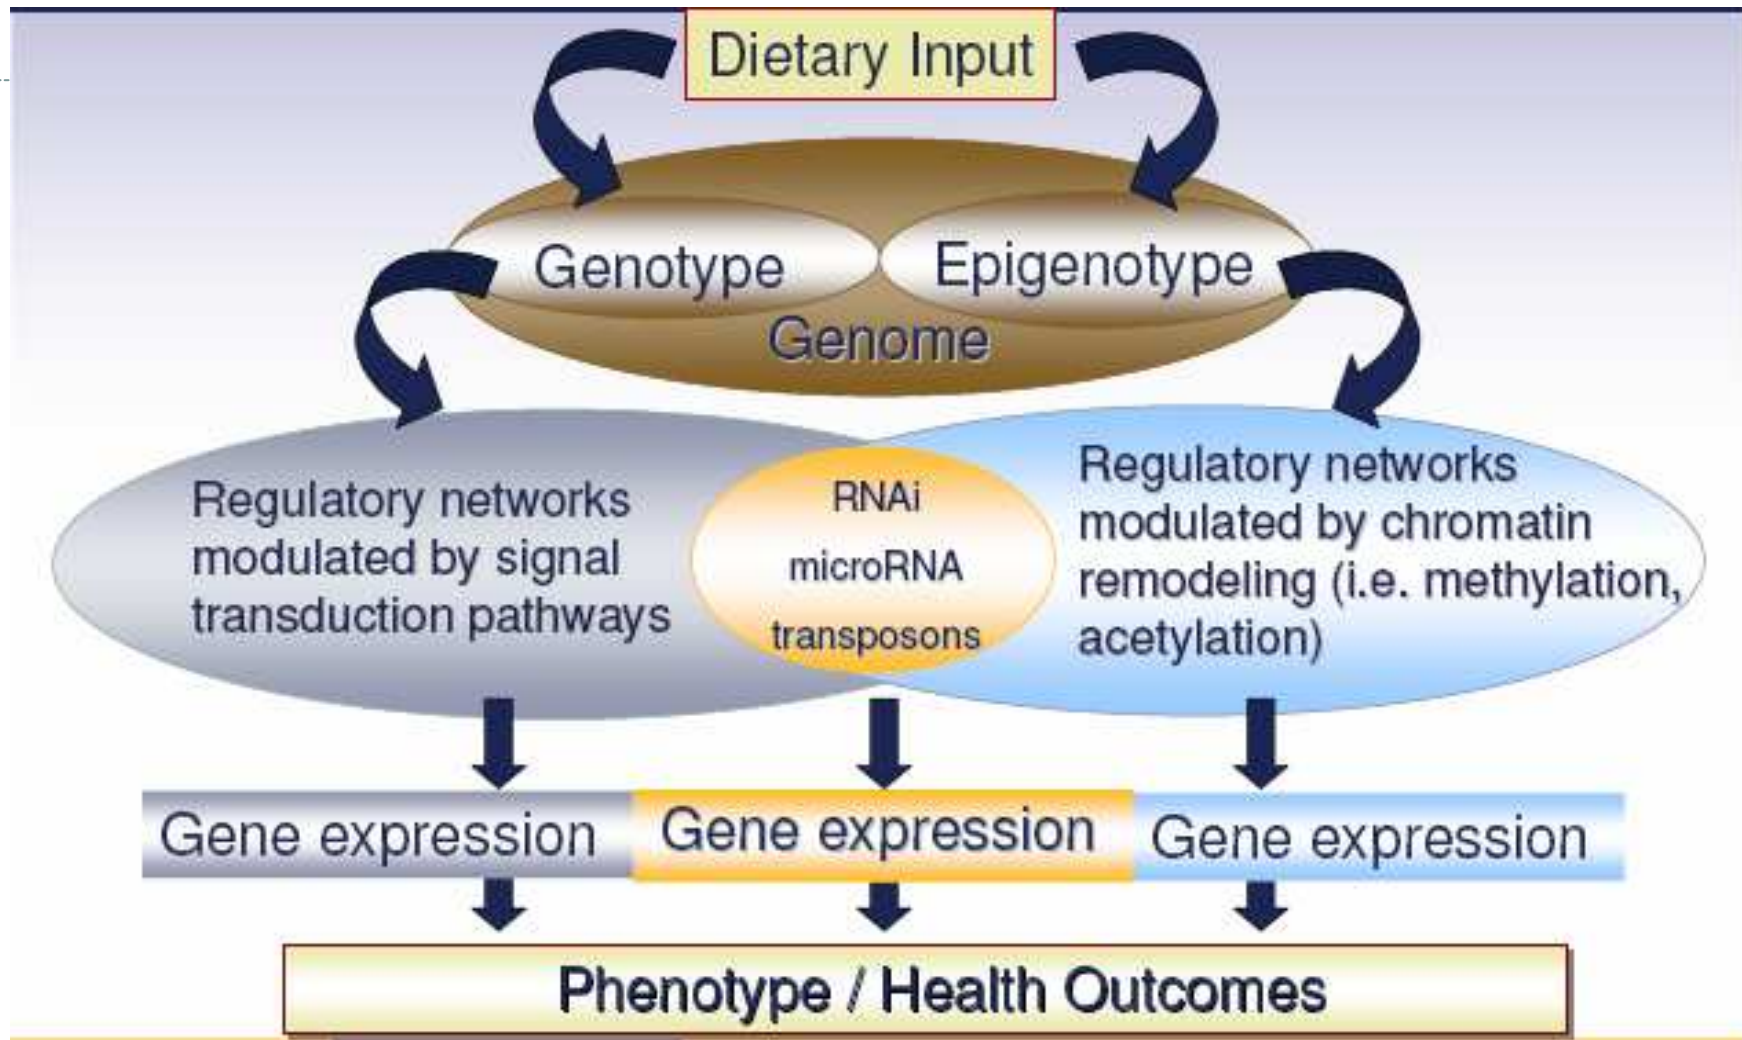 Dietary Input
Genotype
Epigenotype
Genome
Regulatory networks
modulated by signal
transduction pathways
RNAi
microRNA
transposons
Regulatory networks
modulated by chromatin
remodeling (i.e. methylation,
acetylation)
Gene expression
Gene expression
Gene expression
Phenotype / Health Outcomes